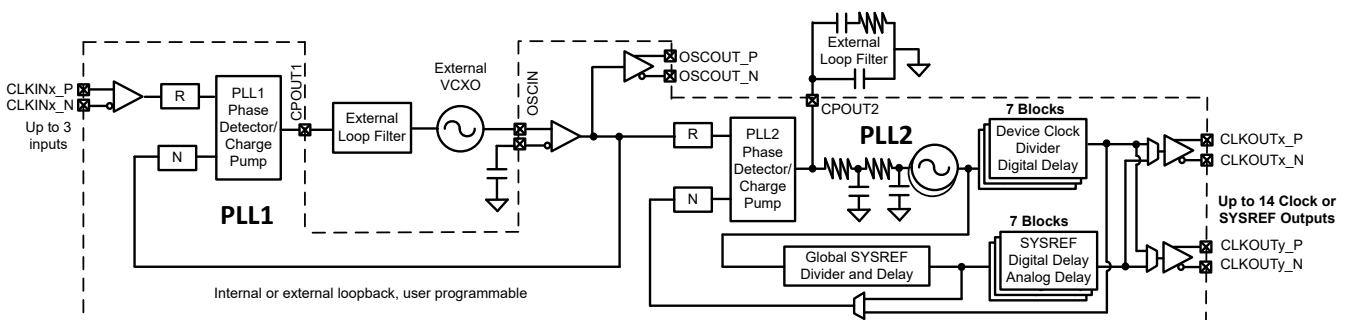 CLKINx_P
CLKINx_N
Up to 3
inputs
R
N
PLL1
Phase
Detector/
Charge
Pump
PLL1
CPOUT1
External
Loop Filter
External
VCXO
OSCIN
OSCOUT_P
OSCOUT_N
R
N
PLL2
Phase
Detector/
Charge
Pump
External
Loop Filter
CPOUT2
PLL2
7 Blocks
Device Clock
Divider
Digital Delay
7 Blocks
SYSREF
Digital Delay
Analog Delay
Global SYSREF
Divider and Delay
CLKOUTx_P
CLKOUTx_N
Up to 14 Clock or
SYSREF Outputs
CLKOUTy_P
CLKOUTy_N
Internal or external loopback, user programmable